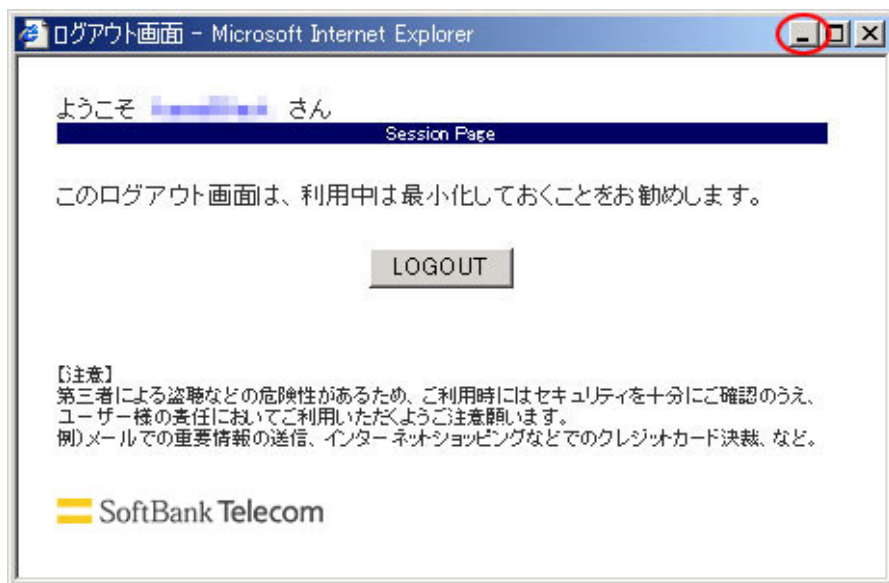 ログアウト画面 - Microsoft Internet Explorer
ようこそ さん
Session Page
このログアウト画面は、利用中は最小化しておくことをお勧めします。
LOGOUT
【注意】
第三者による盗聴などの危険性があるため、ご利用時にはセキュリティを十分にご確認のうえ、
ユーザー様の責任においてご利用いただくようご注意願います。
例)メールでの重要情報の送信、インターネットショッピングなどでのクレジットカード決裁、など。
SoftBank Telecom